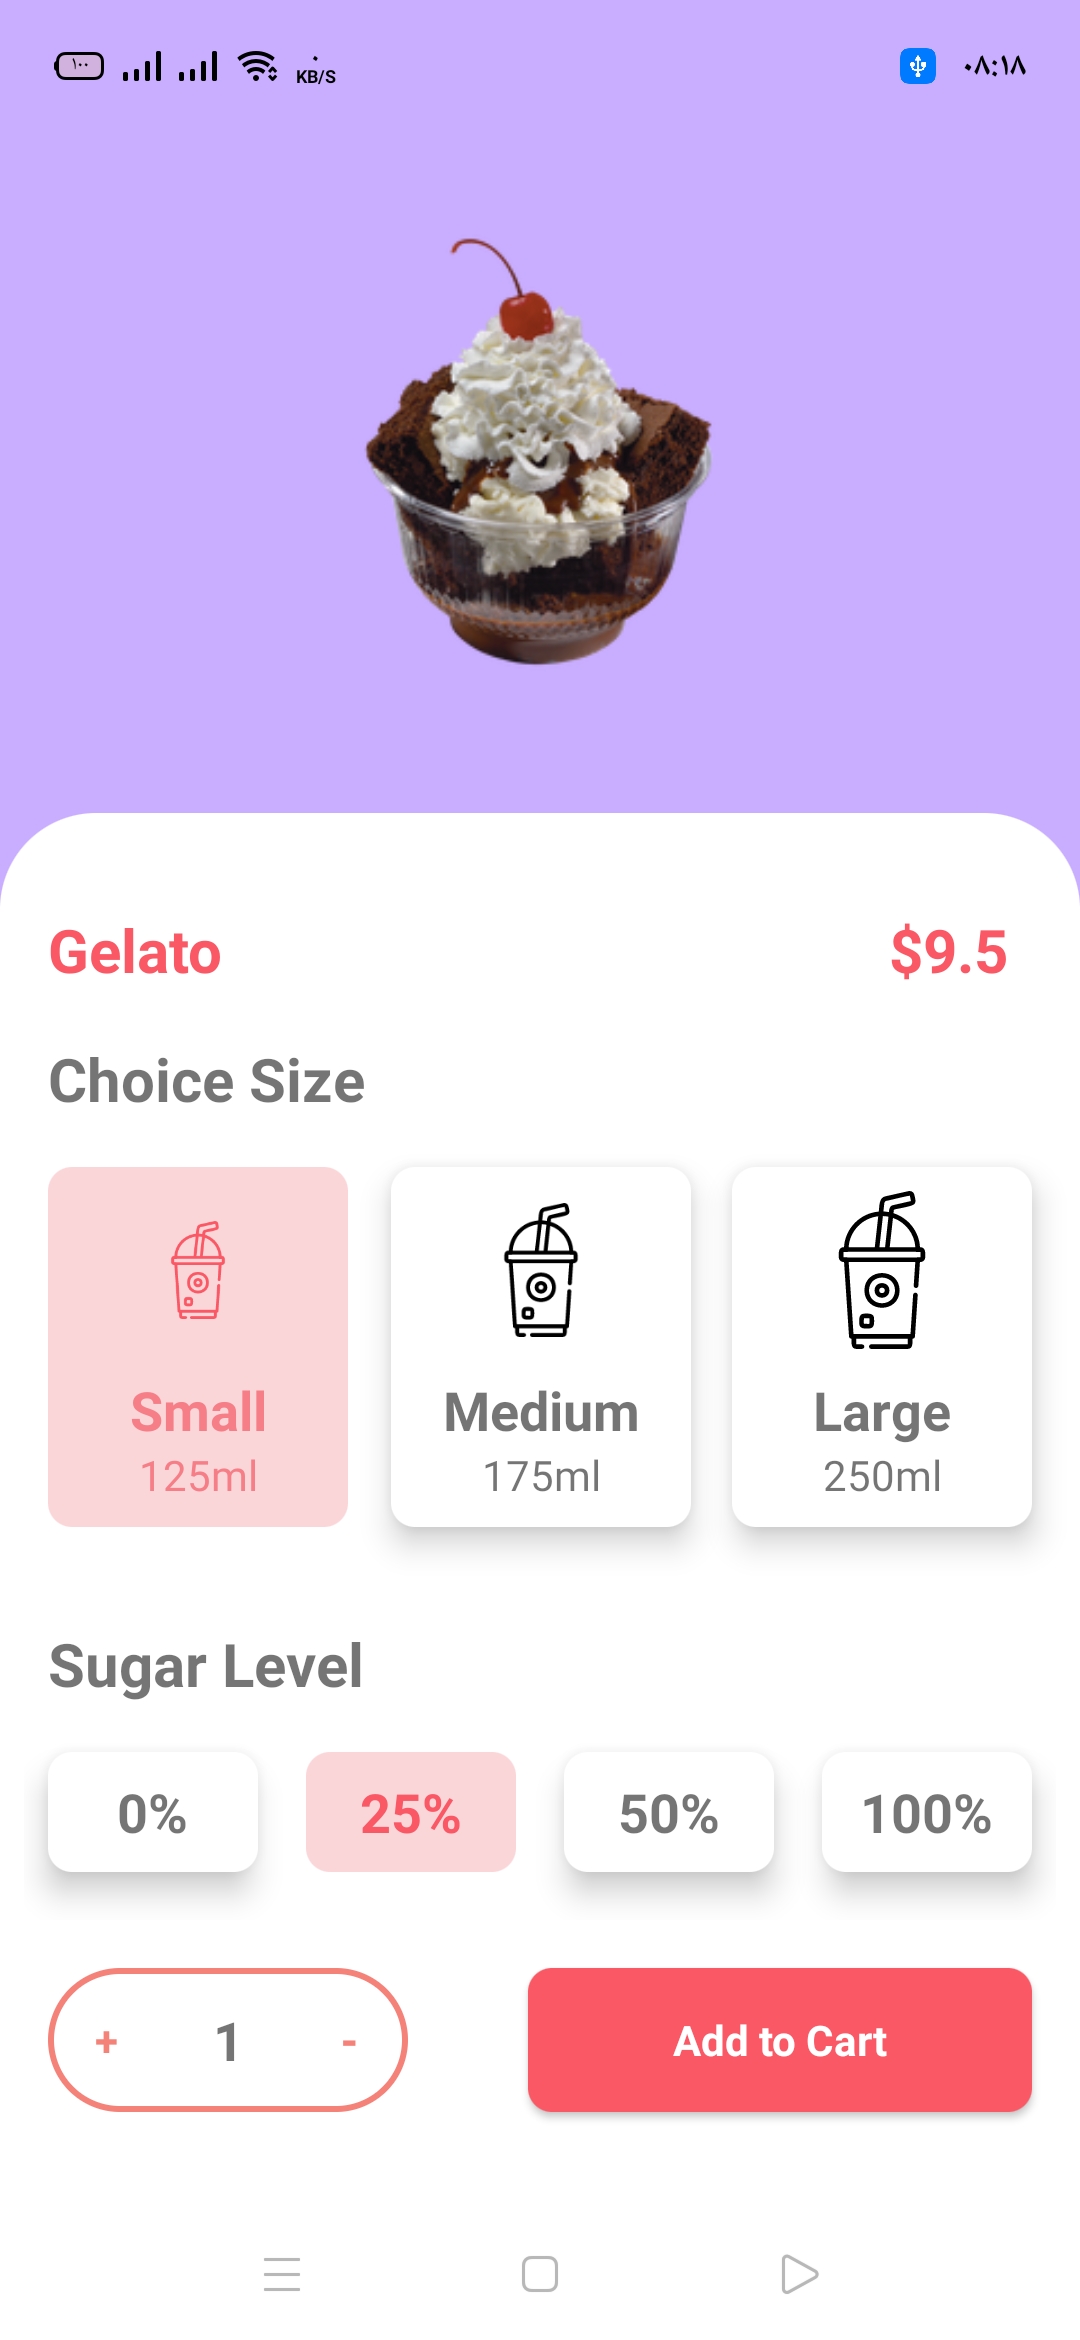 ١٠٠ ٠ KB/S ٠٨:١٨
Gelato $9.5
Choice Size
Small Medium Large
125ml 175ml 250ml
Sugar Level
0% 25% 50% 100%
+ 1 - Add to Cart